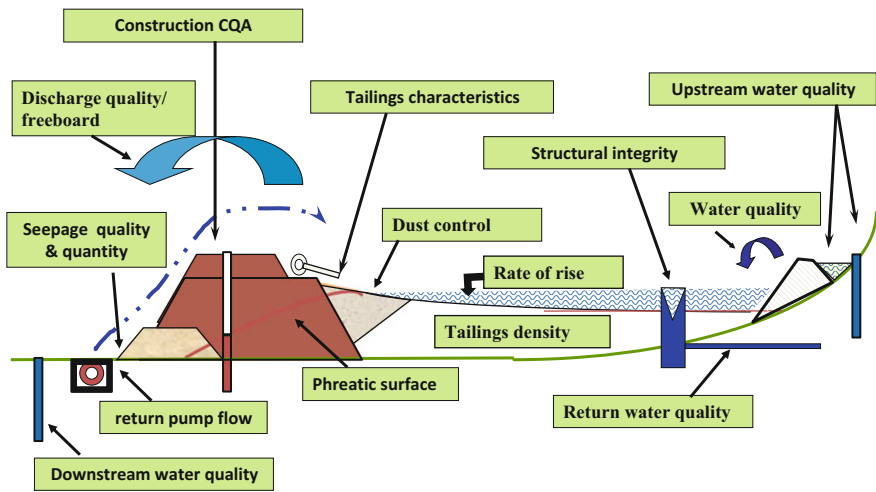 Construction CQA
Discharge quality/
freeboard
Tailings characteristics
Upstream water quality
Structural integrity
Water quality
Seepage quality
& quantity
Dust control
Rate of rise
Tailings density
Phreatic surface
return pump flow
Return water quality
Downstream water quality